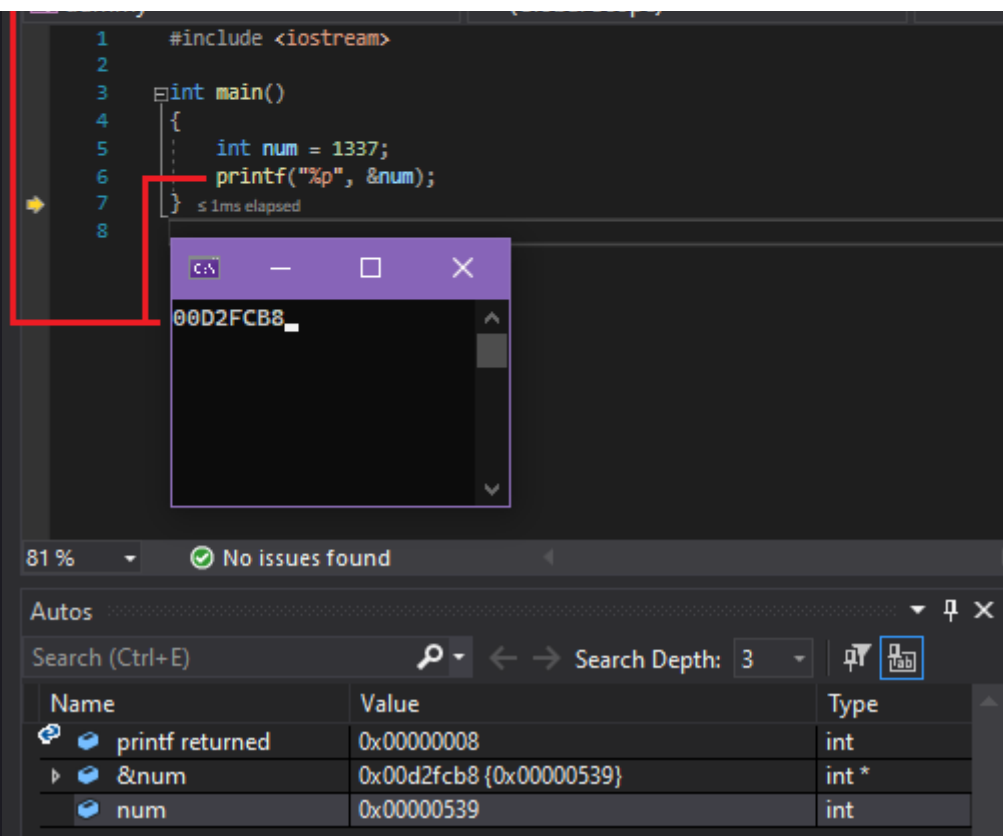 1 #include <iostream>
2
3 int main()
4 {
5 int num = 1337;
6 printf("%p", &num);
7 } ≤ 1ms elapsed
8
C:\
00D2FCB8
81 %
No issues found
Autos
Search (Ctrl+E) Search Depth: 3
Name Value Type
printf returned 0x00000008 int
&num 0x00d2fcb8 {0x00000539} int *
num 0x00000539 int